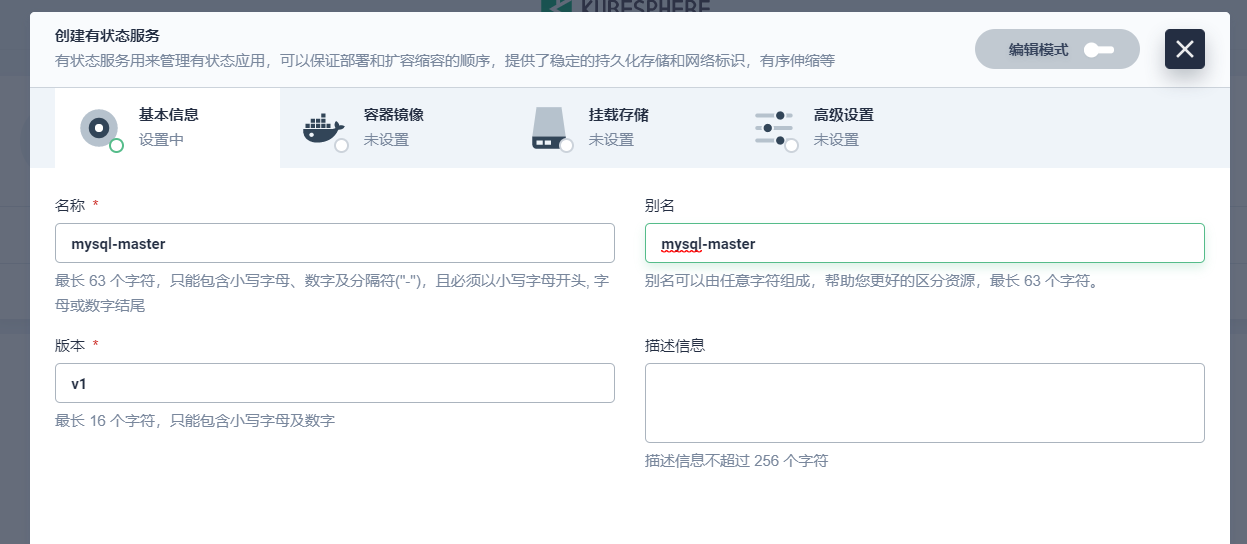 KUBESPHERE
创建有状态服务
有状态服务用来管理有状态应用，可以保证部署和扩容缩容的顺序，提供了稳定的持久化存储和网络标识，有序伸缩等
编辑模式
基本信息
设置中
容器镜像
未设置
挂载存储
未设置
高级设置
未设置
名称 *
mysql-master
最长 63 个字符，只能包含小写字母、数字及分隔符("-")，且必须以小写字母开头, 字
母或数字结尾
别名
mysql-master
别名可以由任意字符组成，帮助您更好的区分资源，最长 63 个字符。
版本 *
v1
最长 16 个字符，只能包含小写字母及数字
描述信息
描述信息不超过 256 个字符